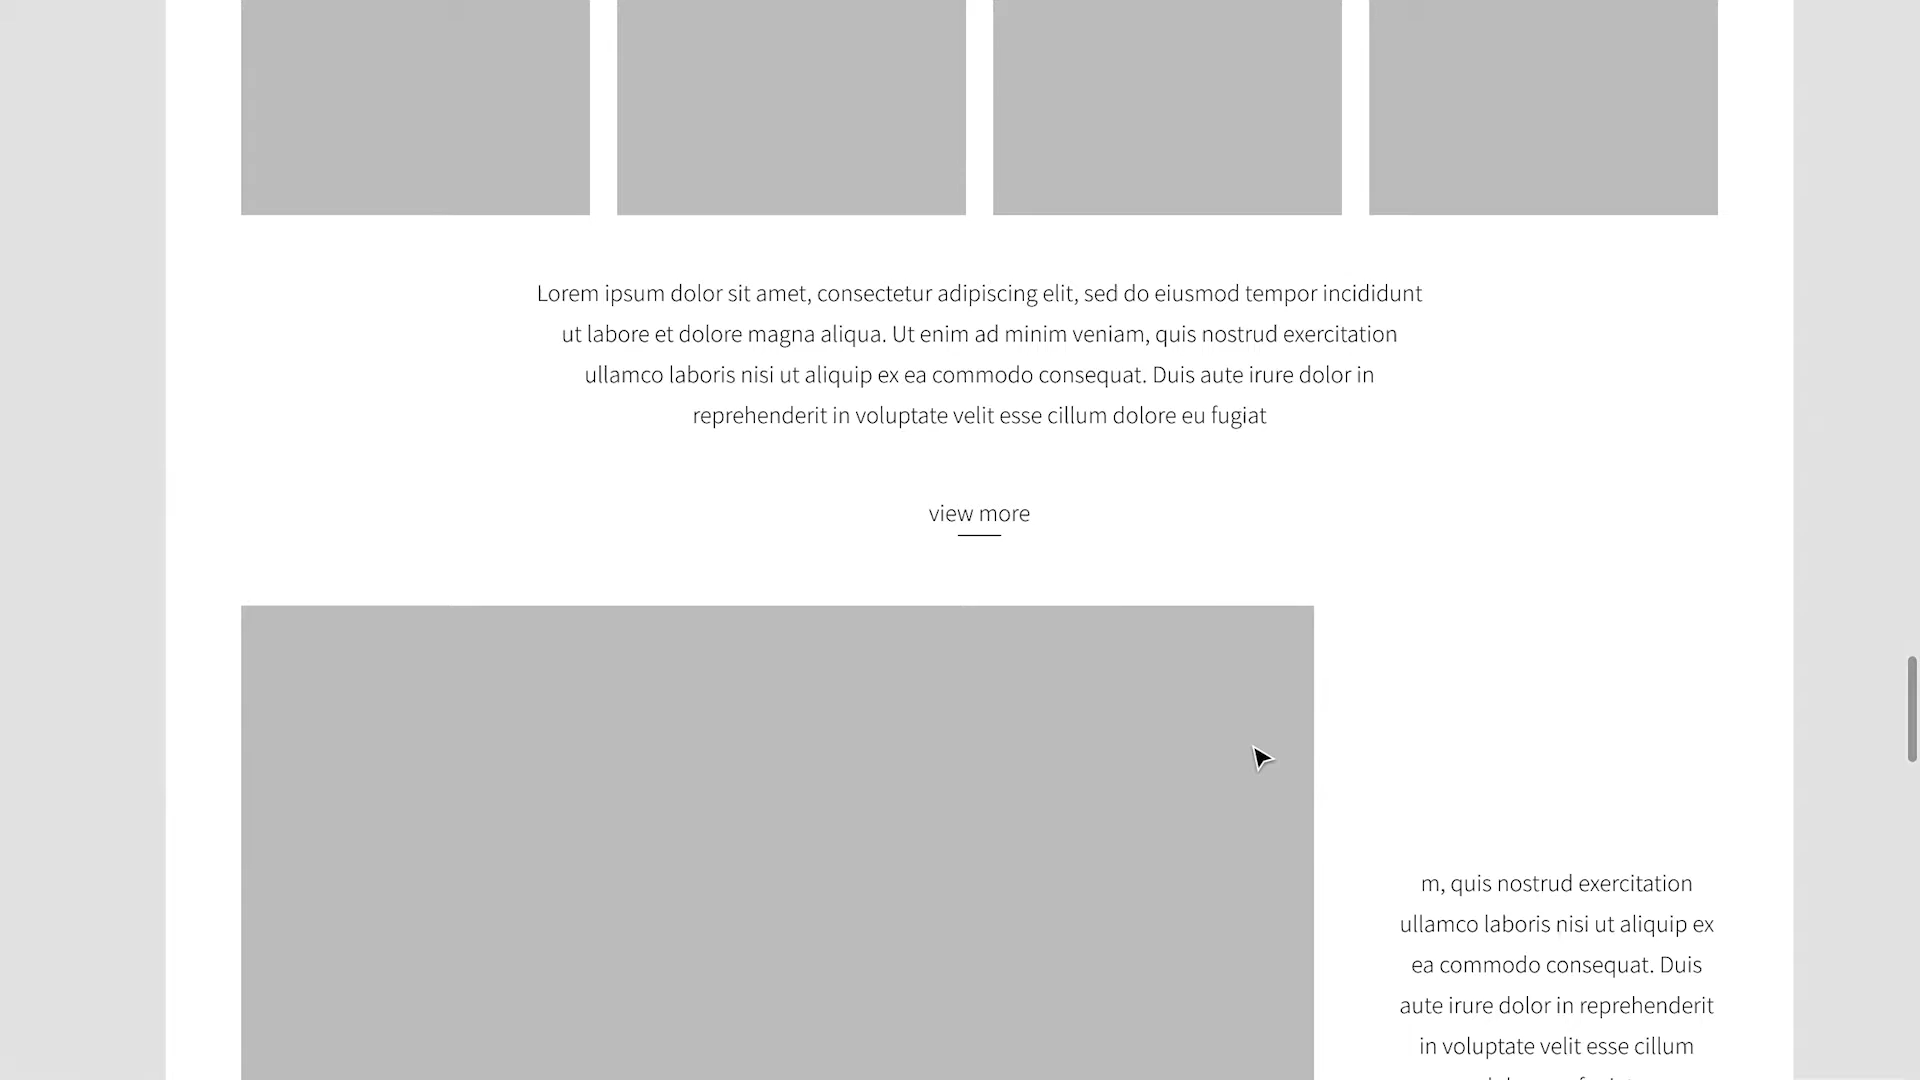 Lorem ipsum dolor sit amet, consectetur adipiscing elit, sed do eiusmod tempor incididunt
ut labore et dolore magna aliqua. Ut enim ad minim veniam, quis nostrud exercitation
ullamco laboris nisi ut aliquip ex ea commodo consequat. Duis aute irure dolor in
reprehenderit in voluptate velit esse cillum dolore eu fugiat
view more
m, quis nostrud exercitation
ullamco laboris nisi ut aliquip ex
ea commodo consequat. Duis
aute irure dolor in reprehenderit
in voluptate velit esse cillum